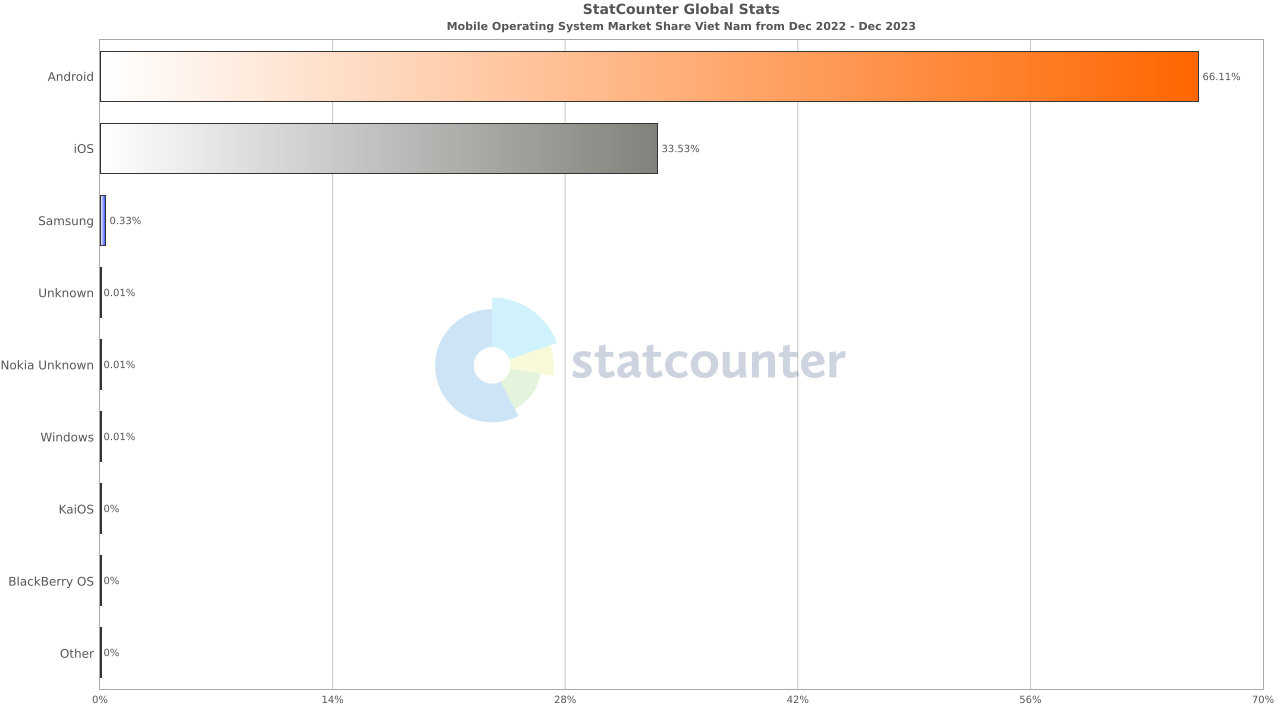 StatCounter Global Stats
Mobile Operating System Market Share Viet Nam from Dec 2022 - Dec 2023
Android 66.11%
iOS 33.53%
Samsung 0.33%
Unknown 0.01%
statcounter
Nokia Unknown 0.01%
Windows 0.01%
KaiOS 0%
BlackBerry OS 0%
Other 0%
0% 14% 28% 42% 56% 70%